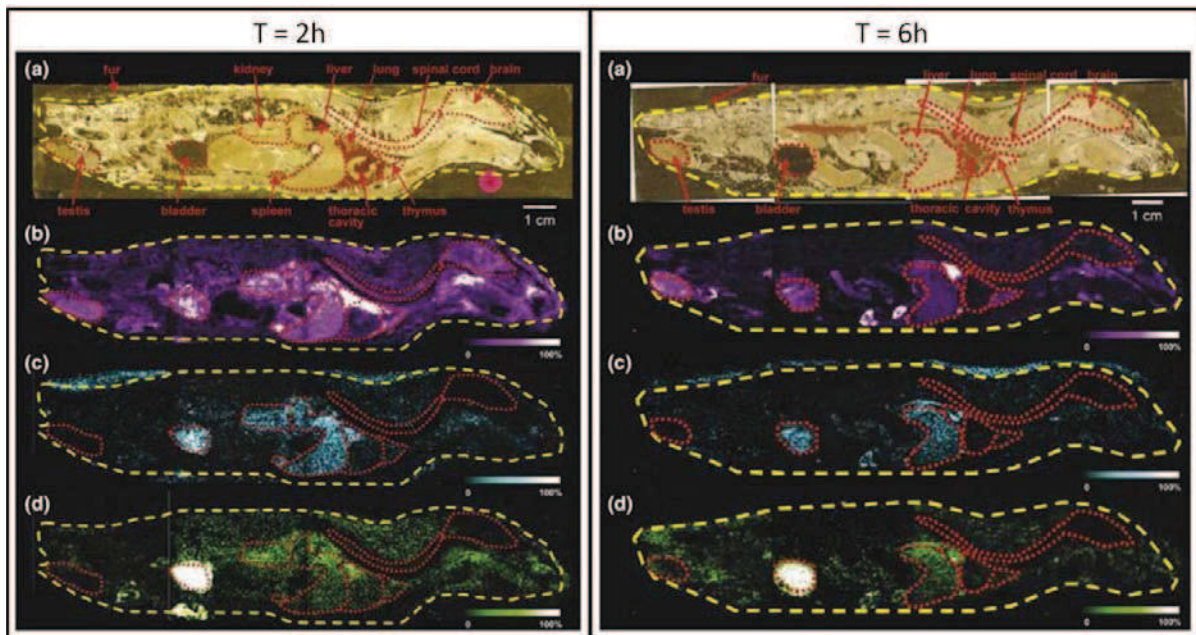 T = 2h
(a)
fur
kidney
liver
lung
spinal cord
brain
testis
bladder
spleen
thoracic
cavity
thymus
1 cm
(b)
0
100%
(c)
0
100%
(d)
0
100%
T = 6h
(a)
fur
liver
lung
spinal cord
brain
testis
bladder
thoracic cavity
thymus
1 cm
(b)
0
100%
(c)
0
100%
(d)
0
100%